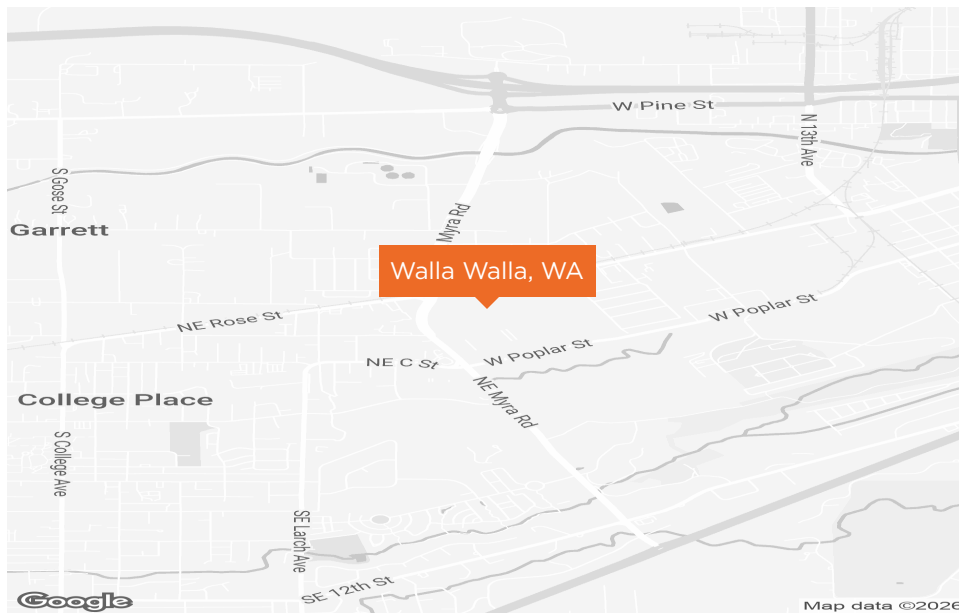 W Pine St
N 13th Ave
S Gose St
Garrett
Myra Rd
Walla Walla, WA
NE Rose St
W Poplar St
W Poplar St
NE C St
NE Myra Rd
College Place
S College Ave
SE Larch Ave
SE 12th St
Google
Map data ©2026